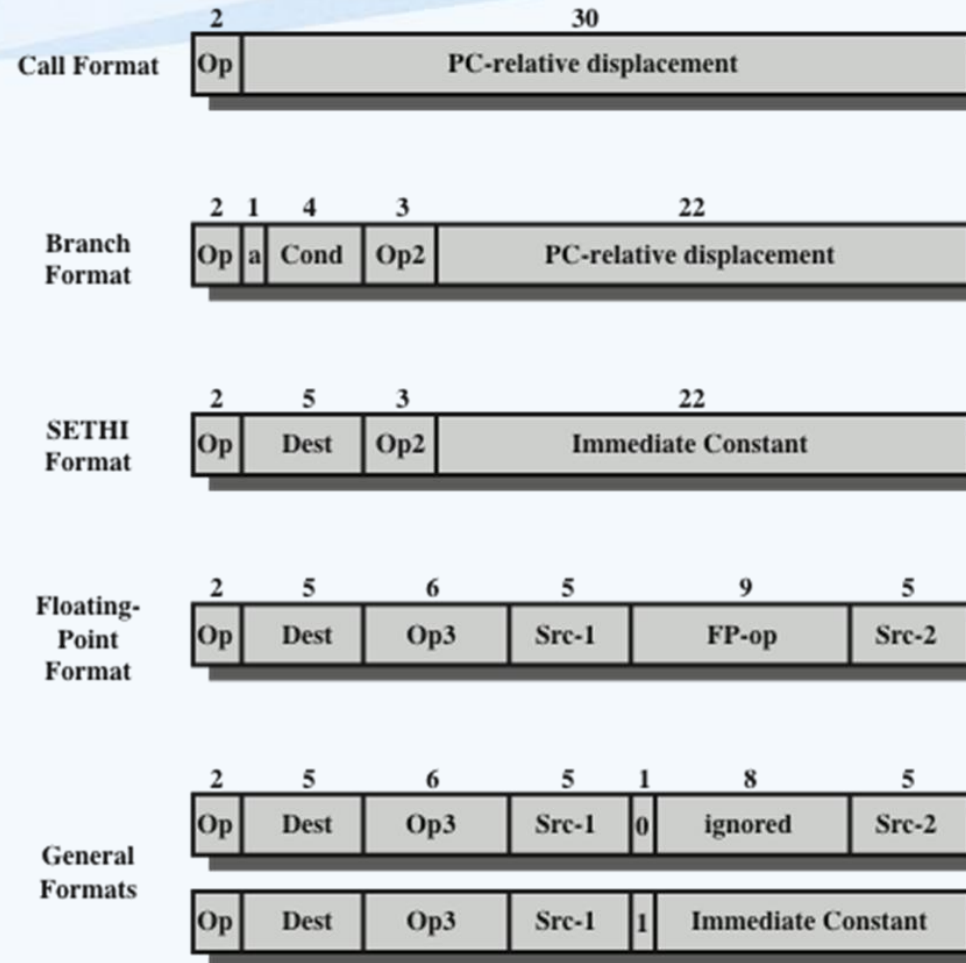 2 30
Call Format Op PC-relative displacement
2 1 4 3 22
Branch
Format
Op a Cond Op2 PC-relative displacement
2 5 3 22
SETHI
Format
Op Dest Op2 Immediate Constant
2 5 6 5 9 5
Floating-
Point
Format
Op Dest Op3 Src-1 FP-op Src-2
2 5 6 5 1 8 5
Op Dest Op3 Src-1 0 ignored Src-2
General
Formats
Op Dest Op3 Src-1 1 Immediate Constant